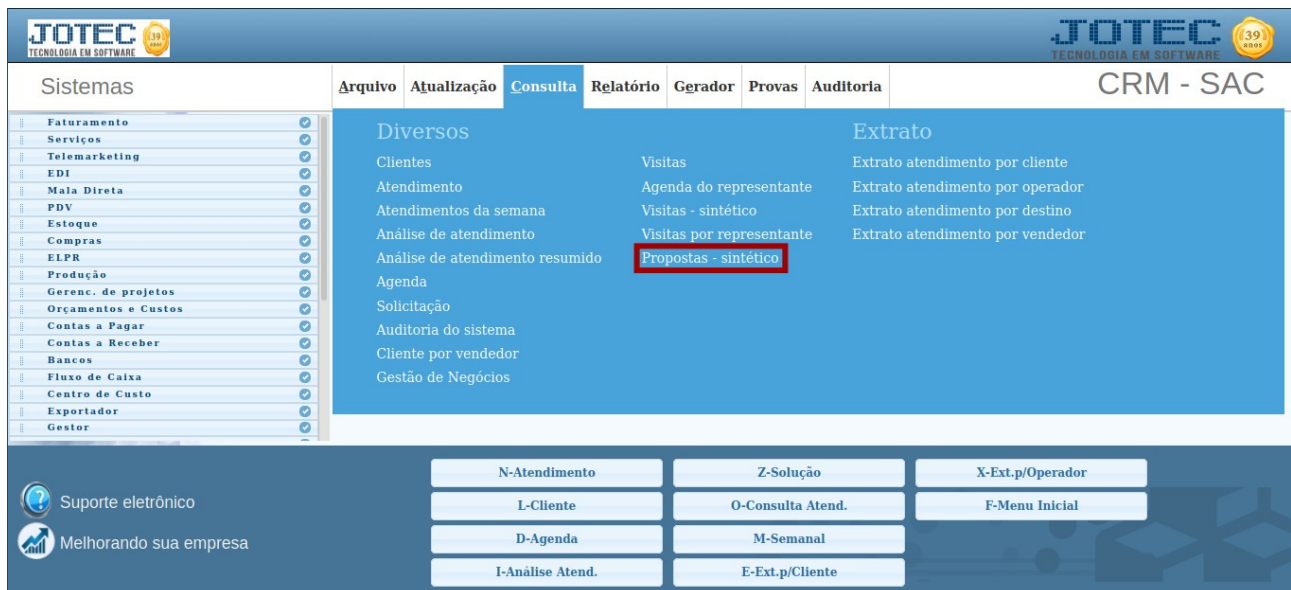 JOTEC
39
anos
TECNOLOGIA EM SOFTWARE
JOTEC
39
anos
TECNOLOGIA EM SOFTWARE
Sistemas
Arquivo Atualização Consulta Relatório Gerador Provas Auditoria
CRM - SAC
Faturamento
Serviços
Telemarketing
EDI
Mala Direta
PDV
Estoque
Compras
ELPR
Produção
Gerenc. de projetos
Orçamentos e Custos
Contas a Pagar
Contas a Receber
Bancos
Fluxo de Caixa
Centro de Custo
Exportador
Gestor
Diversos
Clientes
Atendimento
Atendimentos da semana
Análise de atendimento
Análise de atendimento resumido
Agenda
Solicitação
Auditoria do sistema
Cliente por vendedor
Gestão de Negócios
Visitas
Agenda do representante
Visitas - sintético
Visitas por representante
Propostas - sintético
Extrato
Extrato atendimento por cliente
Extrato atendimento por operador
Extrato atendimento por destino
Extrato atendimento por vendedor
Suporte eletrônico
Melhorando sua empresa
N-Atendimento
Z-Solução
X-Ext.p/Operador
L-Cliente
O-Consulta Atend.
F-Menu Inicial
D-Agenda
M-Semanal
I-Análise Atend.
E-Ext.p/Cliente